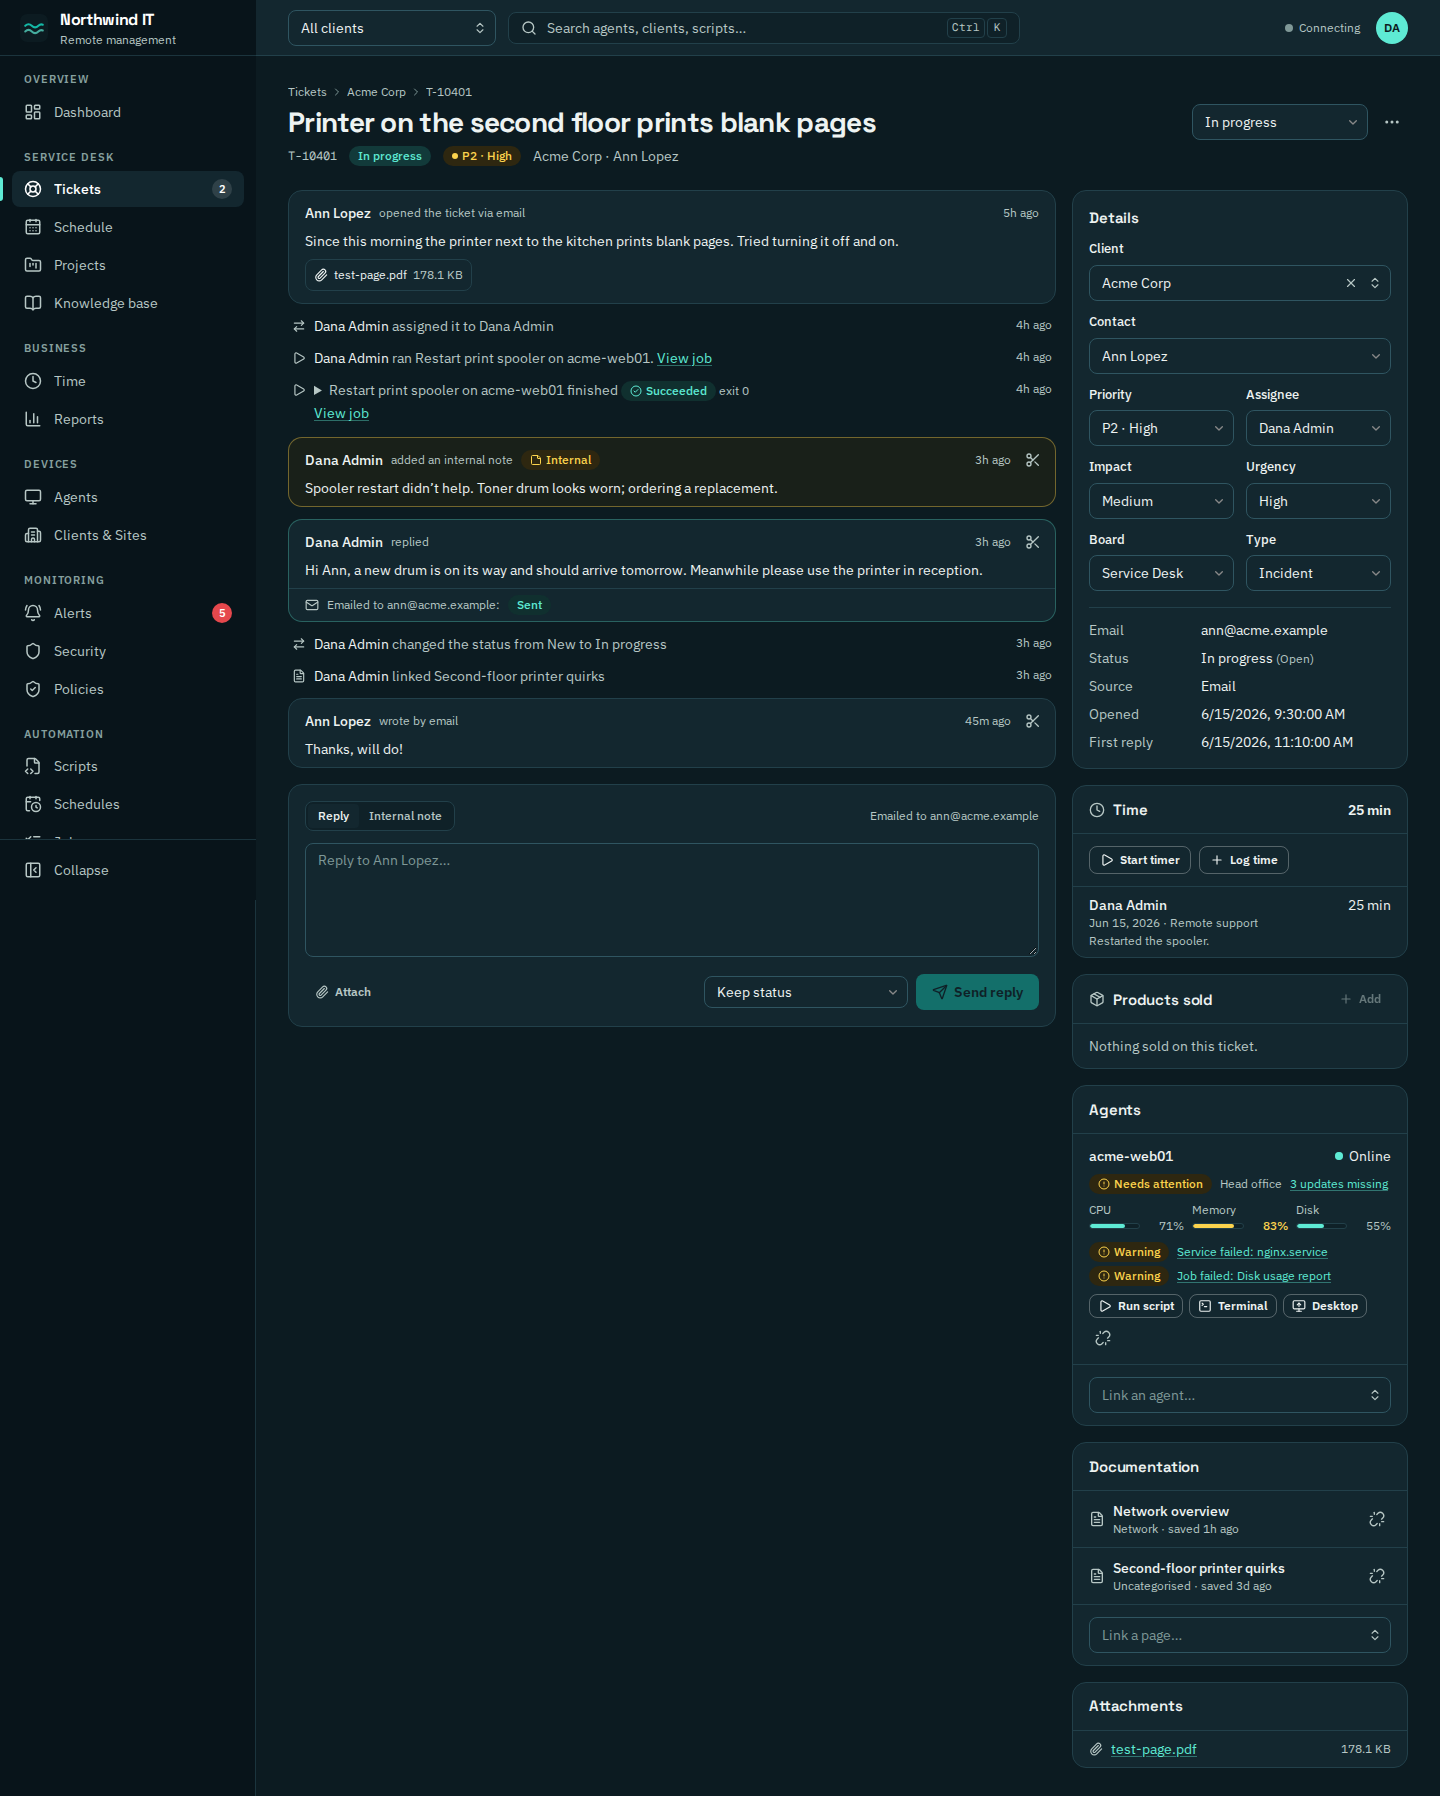 Northwind IT
Remote management
All clients
Search agents, clients, scripts...
Ctrl K
Connecting
DA
OVERVIEW
Dashboard
SERVICE DESK
Tickets 2
Schedule
Projects
Knowledge base
BUSINESS
Time
Reports
DEVICES
Agents
Clients & Sites
MONITORING
Alerts 5
Security
Policies
AUTOMATION
Scripts
Schedules
Collapse
Tickets > Acme Corp > T-10401
Printer on the second floor prints blank pages
T-10401 In progress P2 · High Acme Corp · Ann Lopez
In progress
Ann Lopez opened the ticket via email 5h ago
Since this morning the printer next to the kitchen prints blank pages. Tried turning it off and on.
test-page.pdf 178.1 KB
Dana Admin assigned it to Dana Admin 4h ago
Dana Admin ran Restart print spooler on acme-web01. View job 4h ago
Restart print spooler on acme-web01 finished Succeeded exit 0 4h ago
View job
Dana Admin added an internal note Internal 3h ago
Spooler restart didn’t help. Toner drum looks worn; ordering a replacement.
Dana Admin replied 3h ago
Hi Ann, a new drum is on its way and should arrive tomorrow. Meanwhile please use the printer in reception.
Emailed to ann@acme.example: Sent
Dana Admin changed the status from New to In progress 3h ago
Dana Admin linked Second-floor printer quirks 3h ago
Ann Lopez wrote by email 45m ago
Thanks, will do!
Reply Internal note Emailed to ann@acme.example
Reply to Ann Lopez...
Attach Keep status Send reply
Details
Client
Acme Corp
Contact
Ann Lopez
Priority Assignee
P2 · High Dana Admin
Impact Urgency
Medium High
Board Type
Service Desk Incident
Email ann@acme.example
Status In progress (Open)
Source Email
Opened 6/15/2026, 9:30:00 AM
First reply 6/15/2026, 11:10:00 AM
Time 25 min
Start timer Log time
Dana Admin 25 min
Jun 15, 2026 · Remote support
Restarted the spooler.
Products sold Add
Nothing sold on this ticket.
Agents
acme-web01 Online
Needs attention Head office 3 updates missing
CPU Memory Disk
71% 83% 55%
Warning Service failed: nginx.service
Warning Job failed: Disk usage report
Run script Terminal Desktop
Link an agent...
Documentation
Network overview
Network · saved 1h ago
Second-floor printer quirks
Uncategorised · saved 3d ago
Link a page...
Attachments
test-page.pdf 178.1 KB